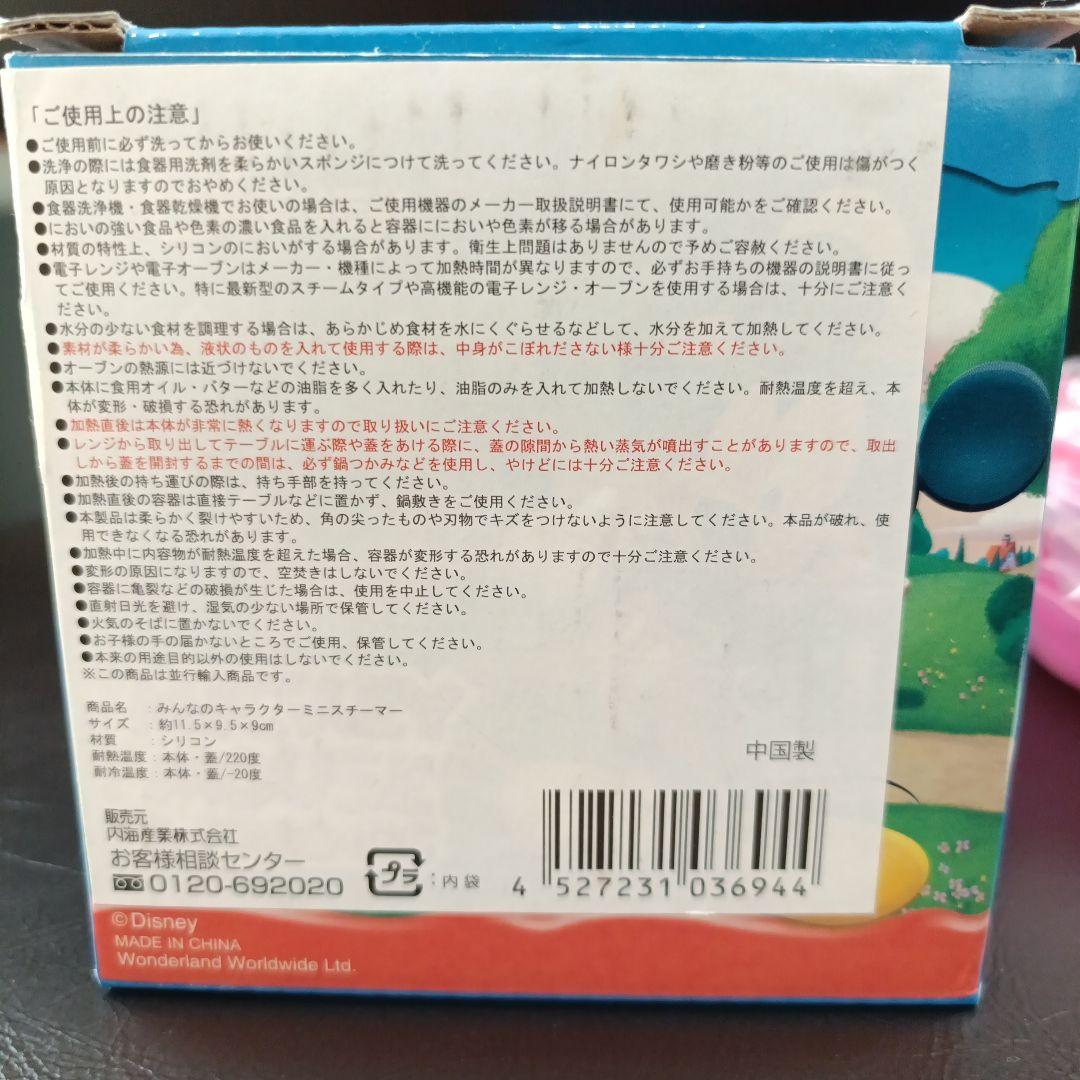 「ご使用上の注意」
●ご使用前に必ず洗ってからお使いください。
●洗浄の際には食器用洗剤を柔らかいスポンジにつけて洗ってください。ナイロンタワシや磨き粉等のご使用は傷がつく
原因となりますのでおやめください。
●食器洗浄機・食器乾燥機でお使いの場合は、ご使用機器のメーカー取扱説明書にて、使用可能かをご確認ください。
●においの強い食品や色素の濃い食品を入れると容器ににおいや色素が移る場合があります。
●材質の特性上、シリコンのにおいがする場合があります。衛生上問題はありませんので予めご容赦ください。
●電子レンジや電子オーブンはメーカー・機種によって加熱時間が異なりますので、必ずお手持ちの機器の説明書に従っ
てご使用ください。特に最新型のスチームタイプや高機能の電子レンジ・オーブンを使用する場合は、十分にご注意く
ださい。
●水分の少ない食材を調理する場合は、あらかじめ食材を水にくぐらせるなどして、水分を加えて加熱してください。
●素材が柔らかい為、液状のものを入れて使用する際は、中身がこぼれださない様十分ご注意ください。
●オーブンの熱源には近づけないでください。
●本体に食用オイル・バターなどの油脂を多く入れたり、油脂のみを入れて加熱しないでください。耐熱温度を超え、本
体が変形・破損する恐れがあります。
●加熱直後は本体が非常に熱くなりますので取り扱いにご注意ください。
●レンジから取り出してテーブルに運ぶ際や蓋をあける際に、蓋の隙間から熱い蒸気が噴出すことがありますので、取出
しから蓋を開封するまでの間は、必ず鍋つかみなどを使用し、やけどには十分ご注意ください。
●加熱後の持ち運びの際は、持ち手部を持ってください。
●加熱直後の容器は直接テーブルなどに置かず、鍋敷きをご使用ください。
●本製品は柔らかく裂けやすいため、角の尖ったものや刃物でキズをつけないように注意してください。本品が破れ、使
用できなくなる恐れがあります。
●加熱中に内容物が耐熱温度を超えた場合、容器が変形する恐れがありますので十分ご注意ください。
●変形の原因になりますので、空焚きはしないでください。
●容器に亀裂などの破損が生じた場合は、使用を中止してください。
●直射日光を避け、湿気の少ない場所で保管してください。
●火気のそばに置かないでください。
●お子様の手の届かないところでご使用、保管してください。
●本来の用途目的以外の使用はしないでください。
※この商品は並行輸入商品です。
商品名 :みんなのキャラクターミニスチーマー
サイズ :約11.5×9.5×9cm
材質 :シリコン
耐熱温度:本体・蓋/220度
耐冷温度:本体・蓋/-20度
中国製
販売元
内海産業株式会社
お客様相談センター
0120-692020
プラ :内袋
4 527231 036944
©Disney
MADE IN CHINA
Wonderland Worldwide Ltd.